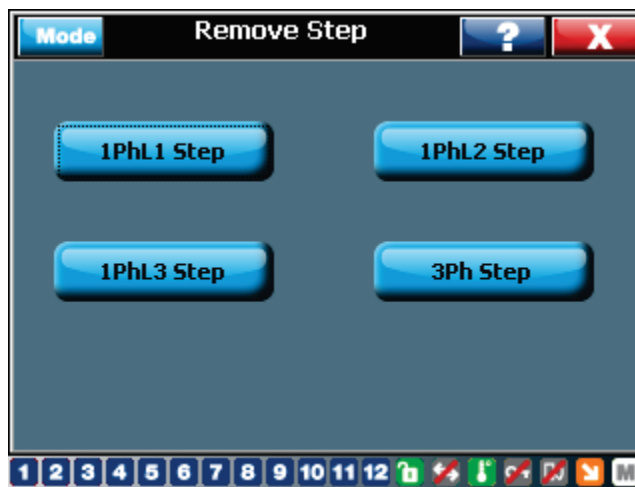 Mode Remove Step ? X
1PhL1 Step 1PhL2 Step
1PhL3 Step 3Ph Step
1 2 3 4 5 6 7 8 9 10 11 12 M